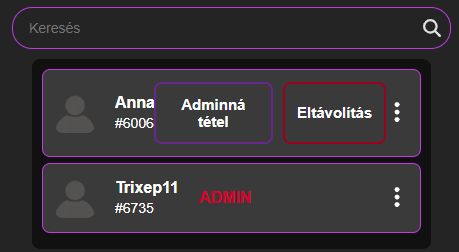 Keresés
Anna
#6006
Adminná
tétel
Eltávolítás
Trixep11
#6735
ADMIN